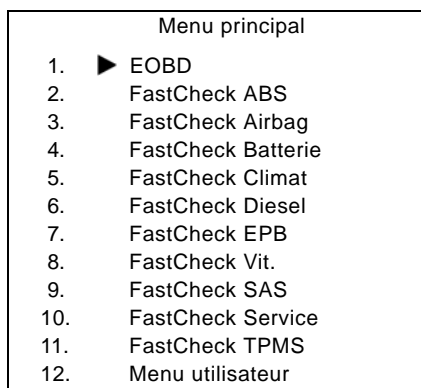 Menu principal
1. EOBD
2. FastCheck ABS
3. FastCheck Airbag
4. FastCheck Batterie
5. FastCheck Climat
6. FastCheck Diesel
7. FastCheck EPB
8. FastCheck Vit.
9. FastCheck SAS
10. FastCheck Service
11. FastCheck TPMS
12. Menu utilisateur